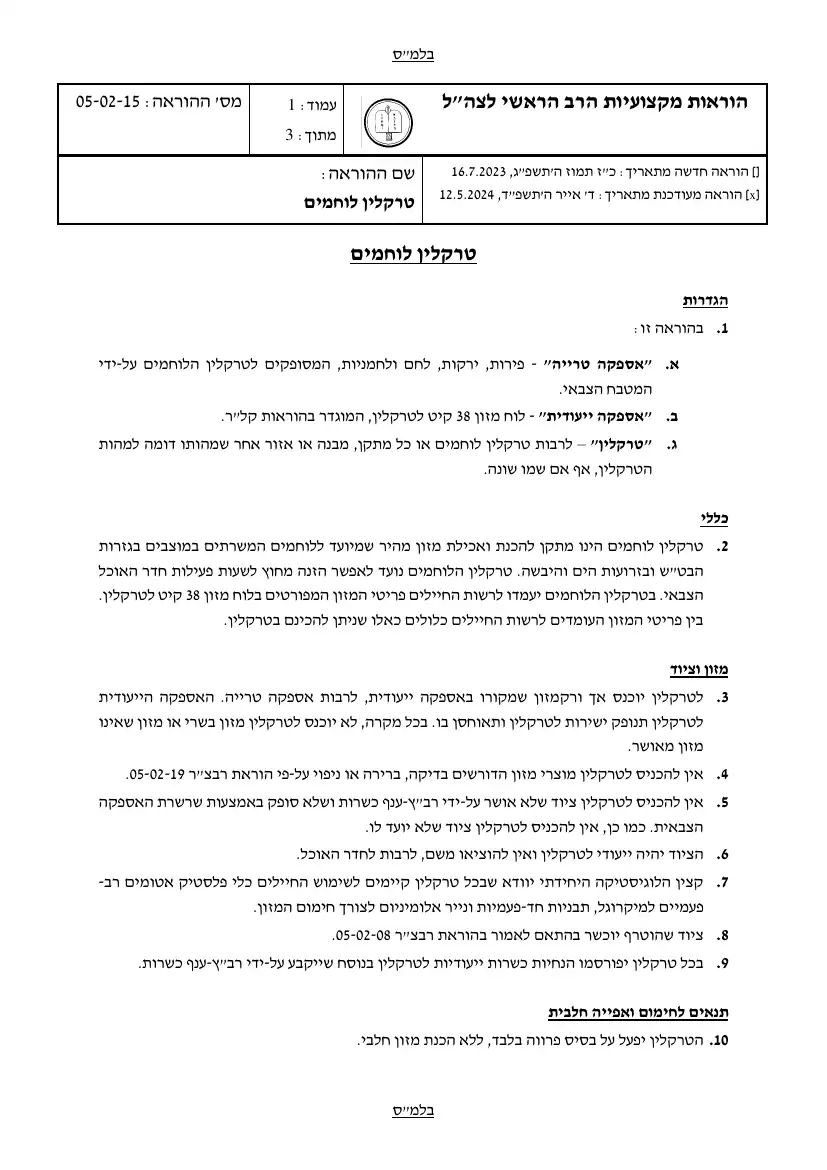 בלמ"ס
הוראות מקצועיות הרב הראשי לצה"ל
עמוד: 1
מתוך: 3
מס' ההוראה: 05-02-15
[] הוראה חדשה מתאריך: כ"ז תמוז ה'תשפ"ג, 16.7.2023
[x] הוראה מעודכנת מתאריך: ד' אייר ה'תשפ"ד, 12.5.2024
שם ההוראה:
טרקלין לוחמים
טרקלין לוחמים
הגדרות
1. בהוראה זו:
א. "אספקה טרייה" - פירות, ירקות, לחם ולחמניות, המסופקים לטרקלין הלוחמים על-ידי
המטבח הצבאי.
ב. "אספקה ייעודית" - לוח מזון 38 קיט לטרקלין, המוגדר בהוראות קל"ר.
ג. "טרקלין" – לרבות טרקלין לוחמים או כל מתקן, מבנה או אזור אחר שמהותו דומה למהות
הטרקלין, אף אם שמו שונה.
כללי
2. טרקלין לוחמים הינו מתקן להכנת ואכילת מזון מהיר שמיועד ללוחמים המשרתים במוצבים בגזרות
הבט"ש ובזרועות הים והיבשה. טרקלין הלוחמים נועד לאפשר הזנה מחוץ לשעות פעילות חדר האוכל
הצבאי. בטרקלין הלוחמים יעמדו לרשות החיילים פריטי המזון המפורטים בלוח מזון 38 קיט לטרקלין.
בין פריטי המזון העומדים לרשות החיילים כלולים כאלו שניתן להכינם בטרקלין.
מזון וציוד
3. לטרקלין יוכנס אך ורקמזון שמקורו באספקה ייעודית, לרבות אספקה טרייה. האספקה הייעודית
לטרקלין תנופק ישירות לטרקלין ותאוחסן בו. בכל מקרה, לא יוכנס לטרקלין מזון בשרי או מזון שאינו
מזון מאושר.
4. אין להכניס לטרקלין מוצרי מזון הדורשים בדיקה, ברירה או ניפוי על-פי הוראת רבצ"ר 05-02-19.
5. אין להכניס לטרקלין ציוד שלא אושר על-ידי רב"ץ-ענף כשרות ושלא סופק באמצעות שרשרת האספקה
הצבאית. כמו כן, אין להכניס לטרקלין ציוד שלא יועד לו.
6. הציוד יהיה ייעודי לטרקלין ואין להוציאו משם, לרבות לחדר האוכל.
7. קצין הלוגיסטיקה היחידתי יוודא שבכל טרקלין קיימים לשימוש החיילים כלי פלסטיק אטומים רב-
פעמיים למיקרוגל, תבניות חד-פעמיות ונייר אלומיניום לצורך חימום המזון.
8. ציוד שהוטרף יוכשר בהתאם לאמור בהוראת רבצ"ר 05-02-08.
9. בכל טרקלין יפורסמו הנחיות כשרות ייעודיות לטרקלין בנוסח שייקבע על-ידי רב"ץ-ענף כשרות.
תנאים לחימום ואפייה חלבית
10. הטרקלין יפעל על בסיס פרווה בלבד, ללא הכנת מזון חלבי.
בלמ"ס